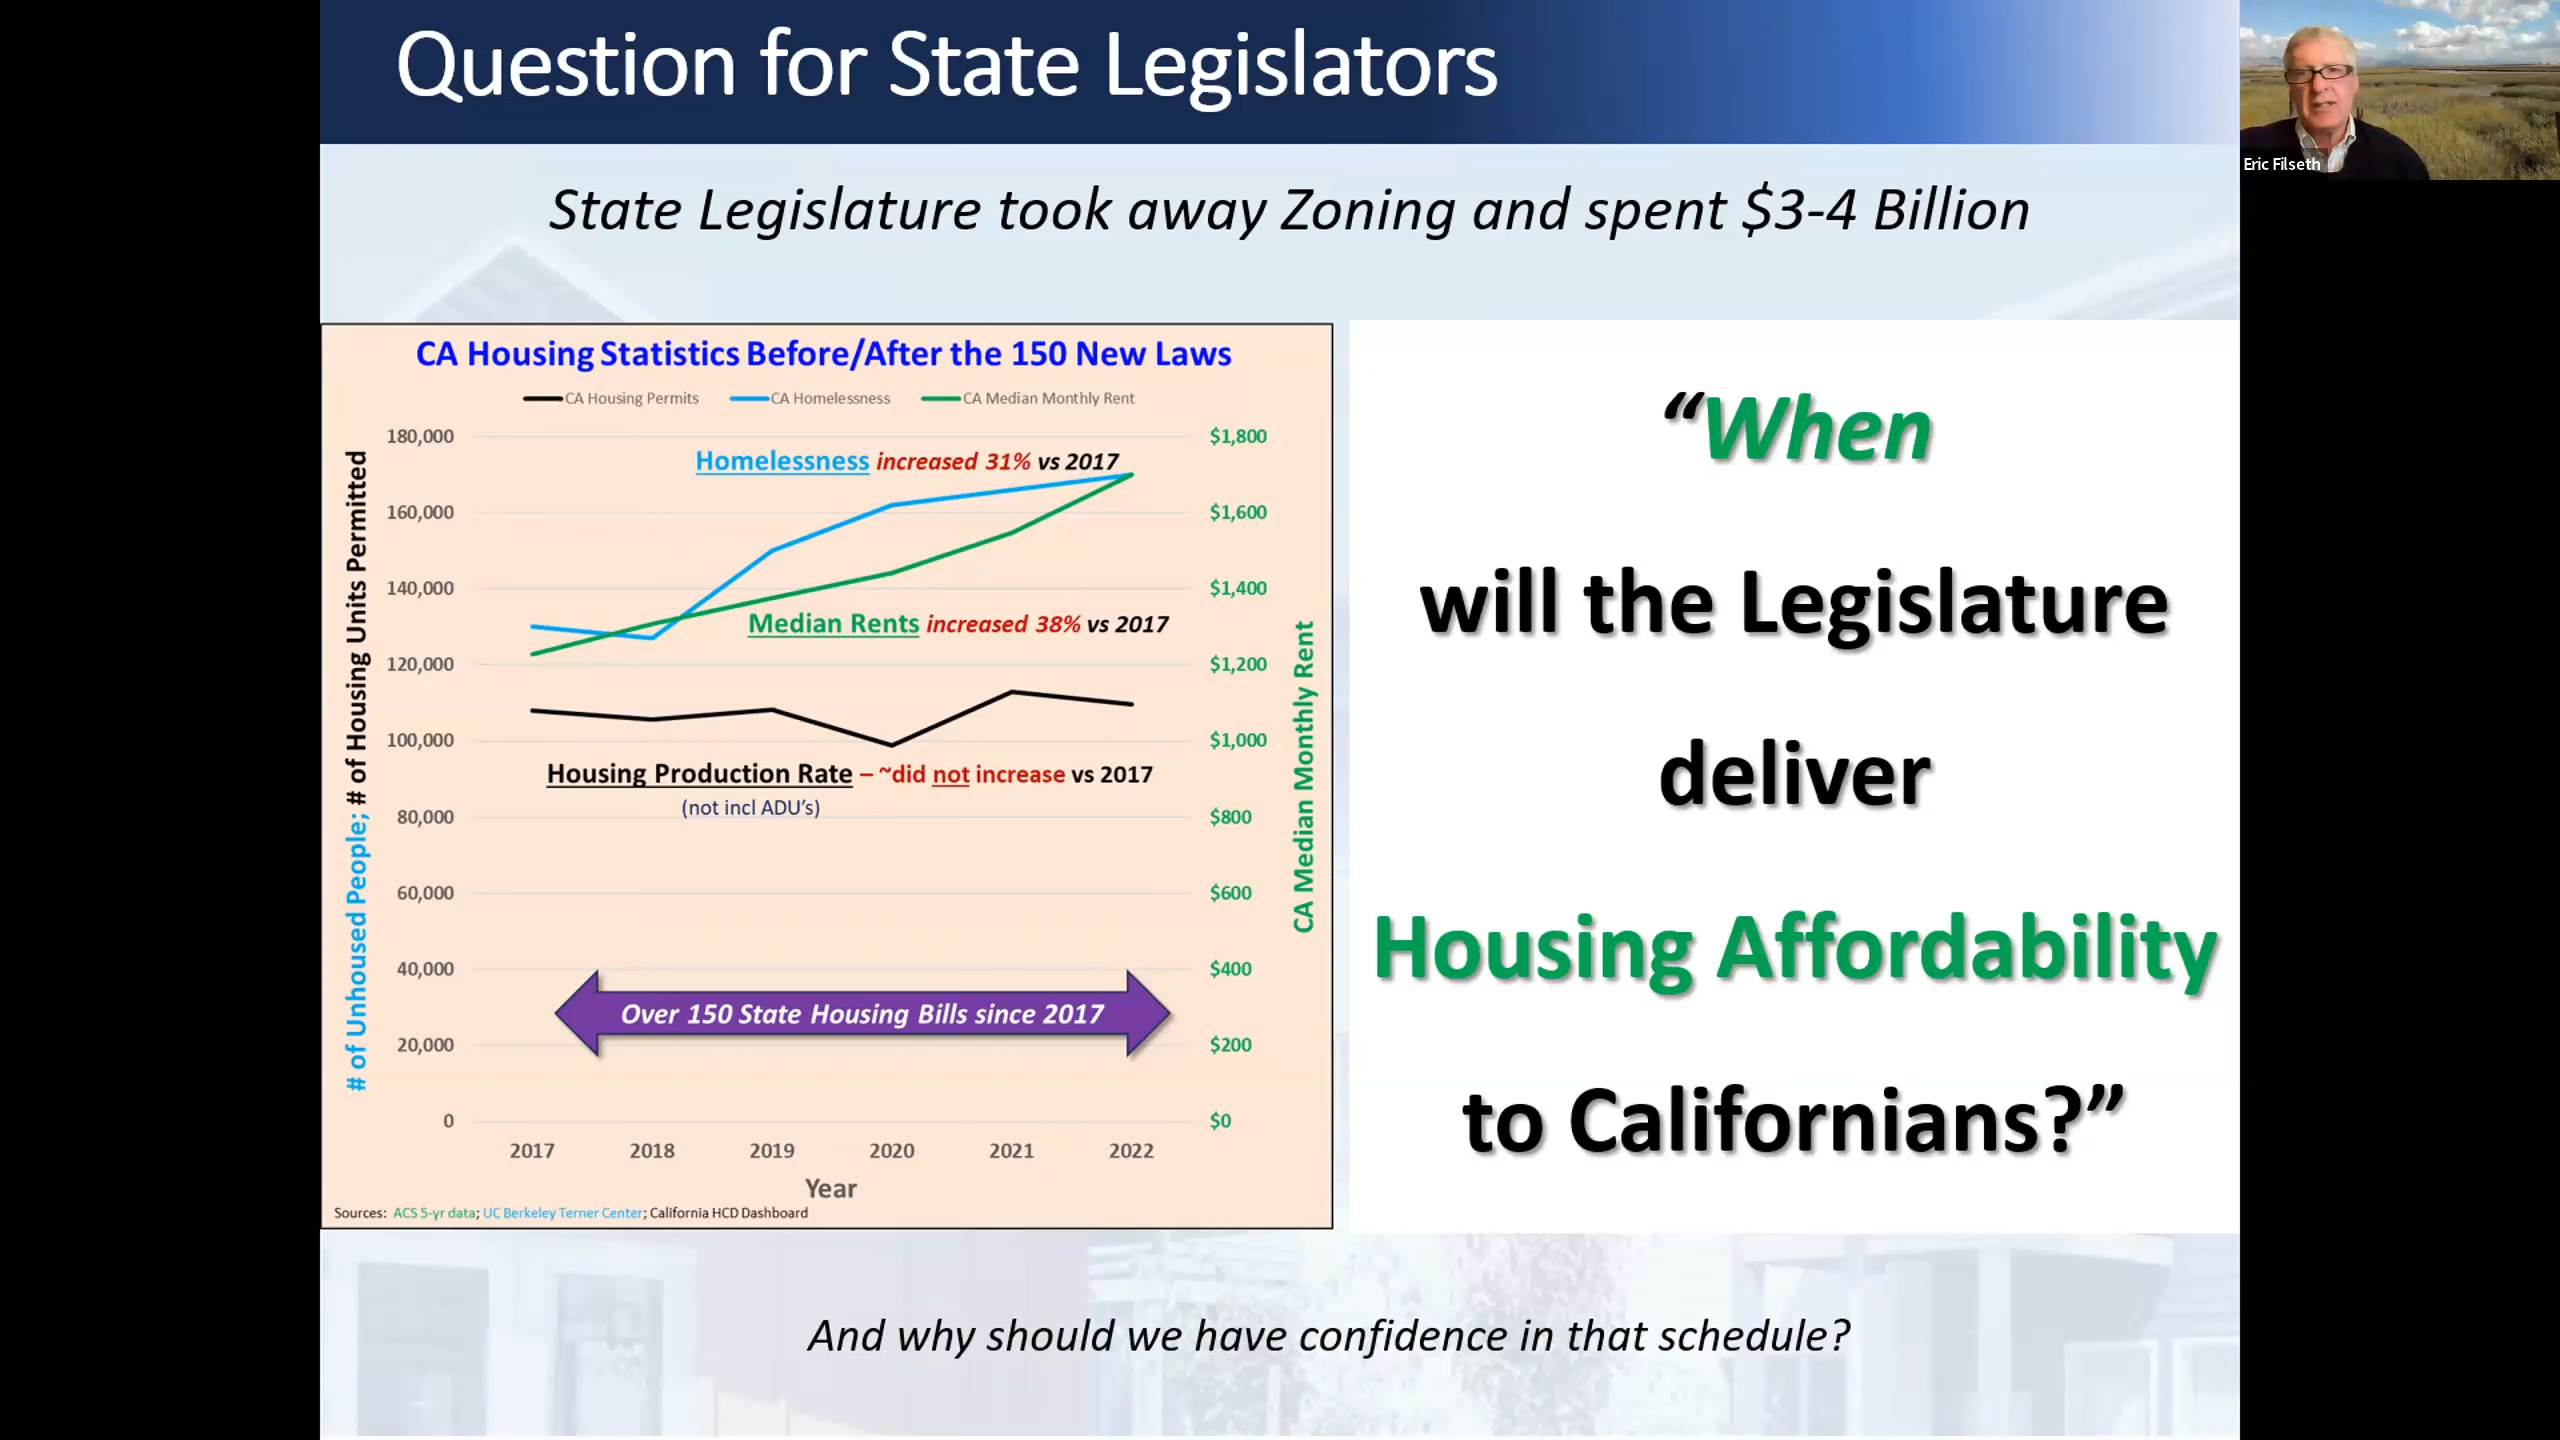 Question for State Legislators
Eric Filseth
State Legislature took away Zoning and spent $3-4 Billion
CA Housing Statistics Before/After the 150 New Laws
CA Housing Permits CA Homelessness CA Median Monthly Rent
# of Unhoused People; # of Housing Units Permitted
180,000
160,000
140,000
120,000
100,000
80,000
60,000
40,000
20,000
0
Homelessness increased 31% vs 2017
Median Rents increased 38% vs 2017
Housing Production Rate – ~did not increase vs 2017
(not incl ADU's)
Over 150 State Housing Bills since 2017
$1,800
$1,600
$1,400
$1,200
$1,000
$800
$600
$400
$200
$0
CA Median Monthly Rent
2017 2018 2019 2020 2021 2022
Year
Sources: ACS 5-yr data; UC Berkeley Terner Center; California HCD Dashboard
“When
will the Legislature
deliver
Housing Affordability
to Californians?”
And why should we have confidence in that schedule?